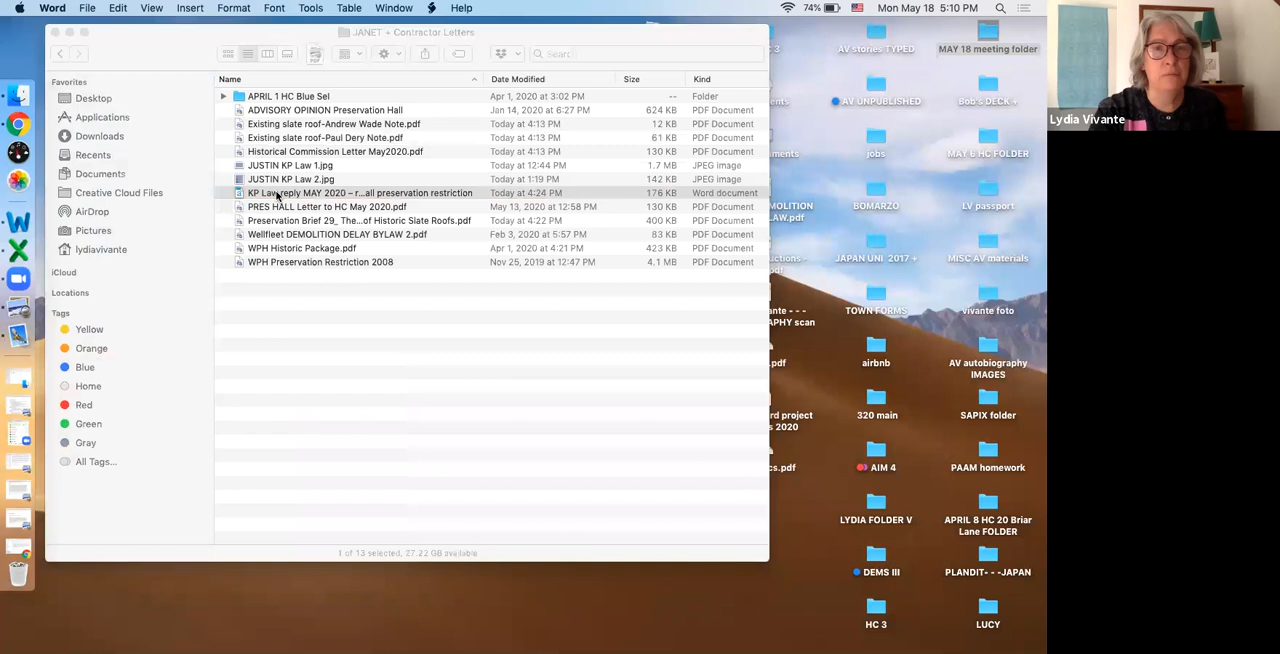 Word File Edit View Insert Format Font Tools Table Window Help 74% Mon May 18 5:10 PM
JANET + Contractor Letters
Search
Name Date Modified Size Kind
Favorites
Desktop
Applications
Downloads
Recents
Documents
Creative Cloud Files
AirDrop
Pictures
lydiavivante
iCloud
Locations
Tags
Yellow
Orange
Blue
Home
Red
Green
Gray
All Tags...
APRIL 1 HC Blue Sel Apr 1, 2020 at 3:02 PM -- Folder
ADVISORY OPINION Preservation Hall Jan 14, 2020 at 6:27 PM 624 KB PDF Document
Existing slate roof-Andrew Wade Note.pdf Today at 4:13 PM 12 KB PDF Document
Existing slate roof-Paul Dery Note.pdf Today at 4:13 PM 61 KB PDF Document
Historical Commission Letter May2020.pdf Today at 4:13 PM 130 KB PDF Document
JUSTIN KP Law 1.jpg Today at 12:44 PM 1.7 MB JPEG image
JUSTIN KP Law 2.jpg Today at 1:19 PM 142 KB JPEG image
KP Law reply MAY 2020 – r...all preservation restriction Today at 4:24 PM 176 KB Word document
PRES HALL Letter to HC May 2020.pdf May 13, 2020 at 12:58 PM 130 KB PDF Document
Preservation Brief 29_ The...of Historic Slate Roofs.pdf Today at 4:22 PM 400 KB PDF Document
Wellfleet DEMOLITION DELAY BYLAW 2.pdf Feb 3, 2020 at 5:57 PM 83 KB PDF Document
WPH Historic Package.pdf Apr 1, 2020 at 4:21 PM 423 KB PDF Document
WPH Preservation Restriction 2008 Nov 25, 2019 at 12:47 PM 4.1 MB PDF Document
1 of 13 selected, 27.22 GB available
AV stories TYPED
MAY 18 meeting folder
AV UNPUBLISHED
Bob's DECK +
jobs
MAY 6 HC FOLDER
BOMARZO
LV passport
JAPAN UNI 2017 +
MISC AV materials
TOWN FORMS
vivante foto
airbnb
AV autobiography
IMAGES
320 main
SAPIX folder
AIM 4
PAAM homework
LYDIA FOLDER V
APRIL 8 HC 20 Briar
Lane FOLDER
DEMS III
PLANDIT- - -JAPAN
HC 3
LUCY
Lydia Vivante